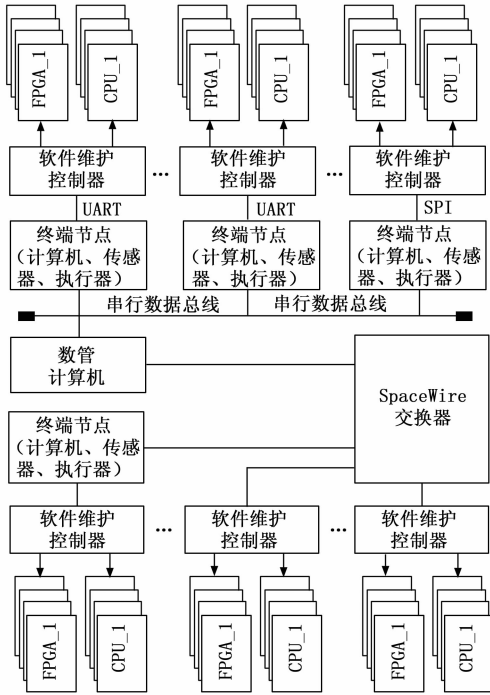 FPGA_1
CPU_1
FPGA_1
CPU_1
FPGA_1
CPU_1
软件维护
控制器
…
软件维护
控制器
…
软件维护
控制器
UART
UART
SPI
终端节点
（计算机、传感
器、执行器）
终端节点
（计算机、传感
器、执行器）
终端节点
（计算机、传感
器、执行器）
串行数据总线
串行数据总线
数管
计算机
SpaceWire
交换器
终端节点
（计算机、传感
器、执行器）
软件维护
控制器
…
软件维护
控制器
…
软件维护
控制器
FPGA_1
CPU_1
FPGA_1
CPU_1
FPGA_1
CPU_1